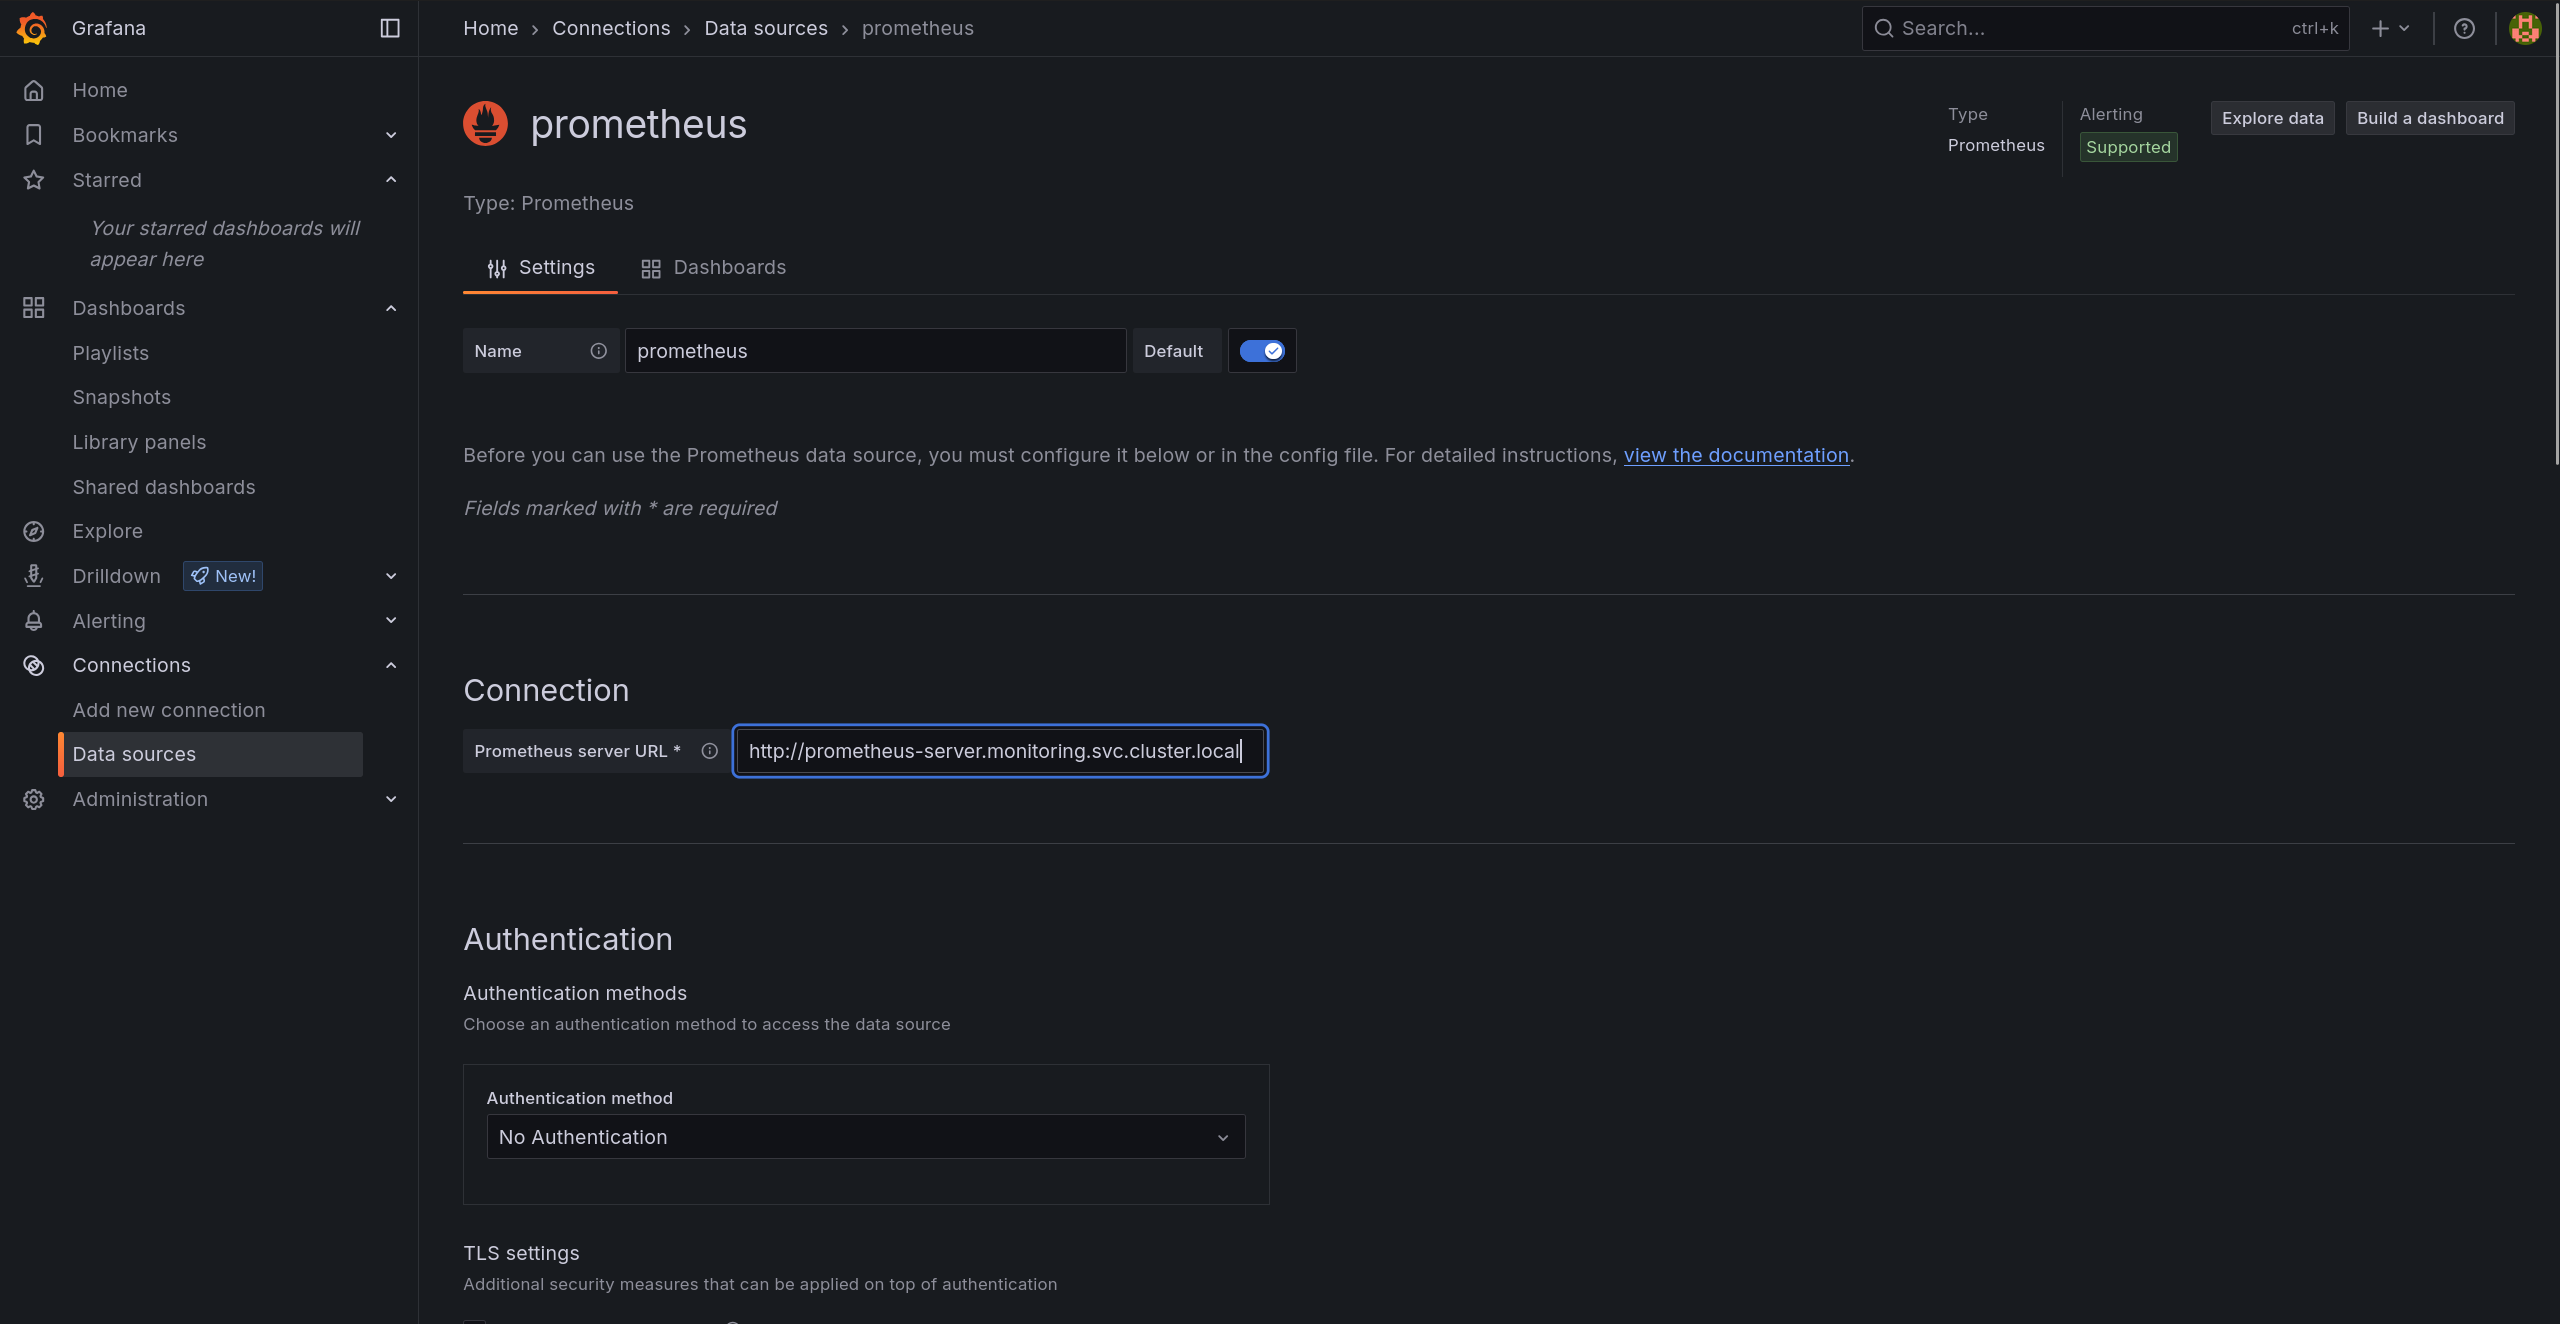 Grafana
Home
Bookmarks
Starred
Your starred dashboards will
appear here
Dashboards
Playlists
Snapshots
Library panels
Shared dashboards
Explore
Drilldown New!
Alerting
Connections
Add new connection
Data sources
Administration
Home › Connections › Data sources › prometheus
Search... ctrl+k
prometheus
Type
Prometheus
Alerting
Supported
Explore data
Build a dashboard
Type: Prometheus
Settings Dashboards
Name prometheus Default
Before you can use the Prometheus data source, you must configure it below or in the config file. For detailed instructions, view the documentation.
Fields marked with * are required
Connection
Prometheus server URL * http://prometheus-server.monitoring.svc.cluster.local
Authentication
Authentication methods
Choose an authentication method to access the data source
Authentication method
No Authentication
TLS settings
Additional security measures that can be applied on top of authentication